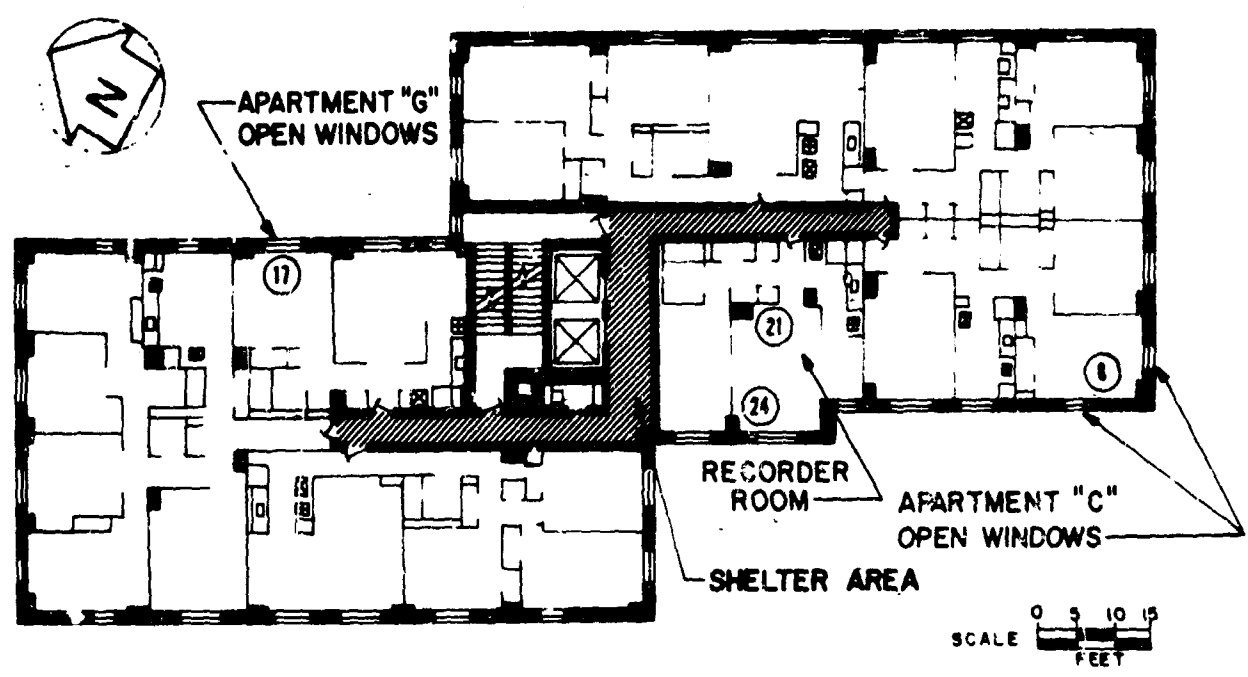 N
APARTMENT "G"
OPEN WINDOWS
17
21
8
24
RECORDER
ROOM
APARTMENT "C"
OPEN WINDOWS
SHELTER AREA
SCALE
0 5 10 15
FEET